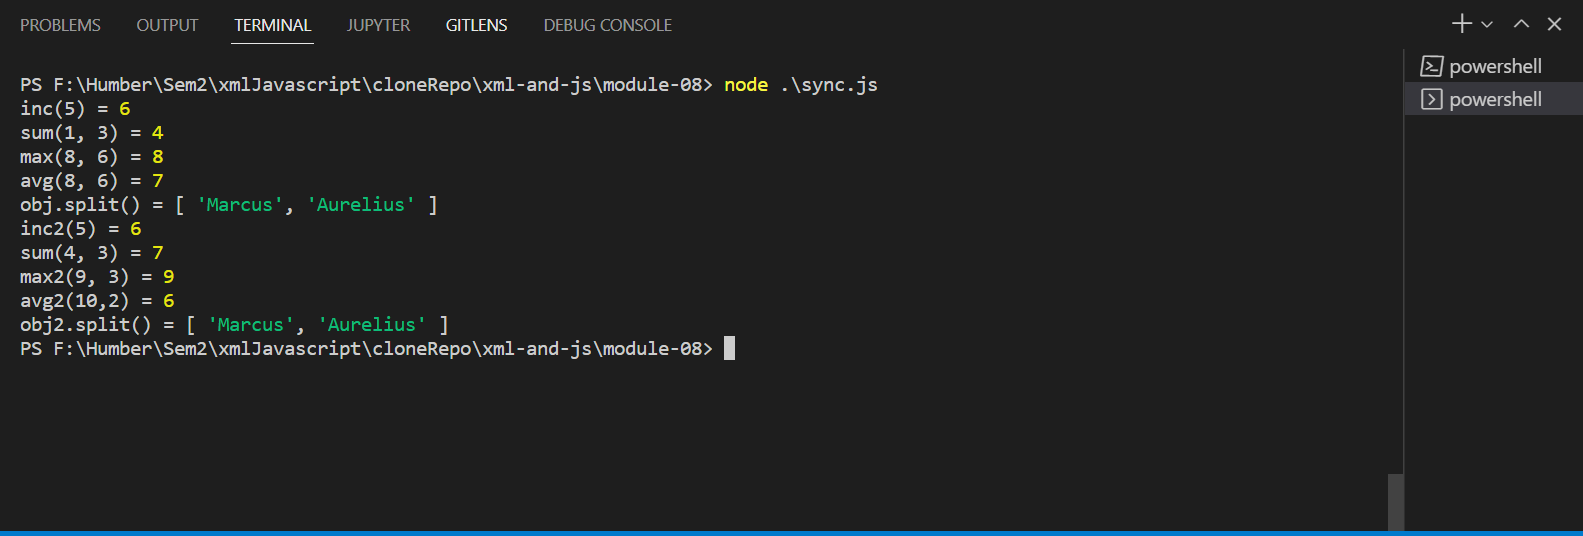 PROBLEMS OUTPUT TERMINAL JUPYTER GITLENS DEBUG CONSOLE
PS F:\Humber\Sem2\xmlJavascript\cloneRepo\xml-and-js\module-08> node .\sync.js
inc(5) = 6
sum(1, 3) = 4
max(8, 6) = 8
avg(8, 6) = 7
obj.split() = [ 'Marcus', 'Aurelius' ]
inc2(5) = 6
sum(4, 3) = 7
max2(9, 3) = 9
avg2(10,2) = 6
obj2.split() = [ 'Marcus', 'Aurelius' ]
PS F:\Humber\Sem2\xmlJavascript\cloneRepo\xml-and-js\module-08>
powershell
powershell